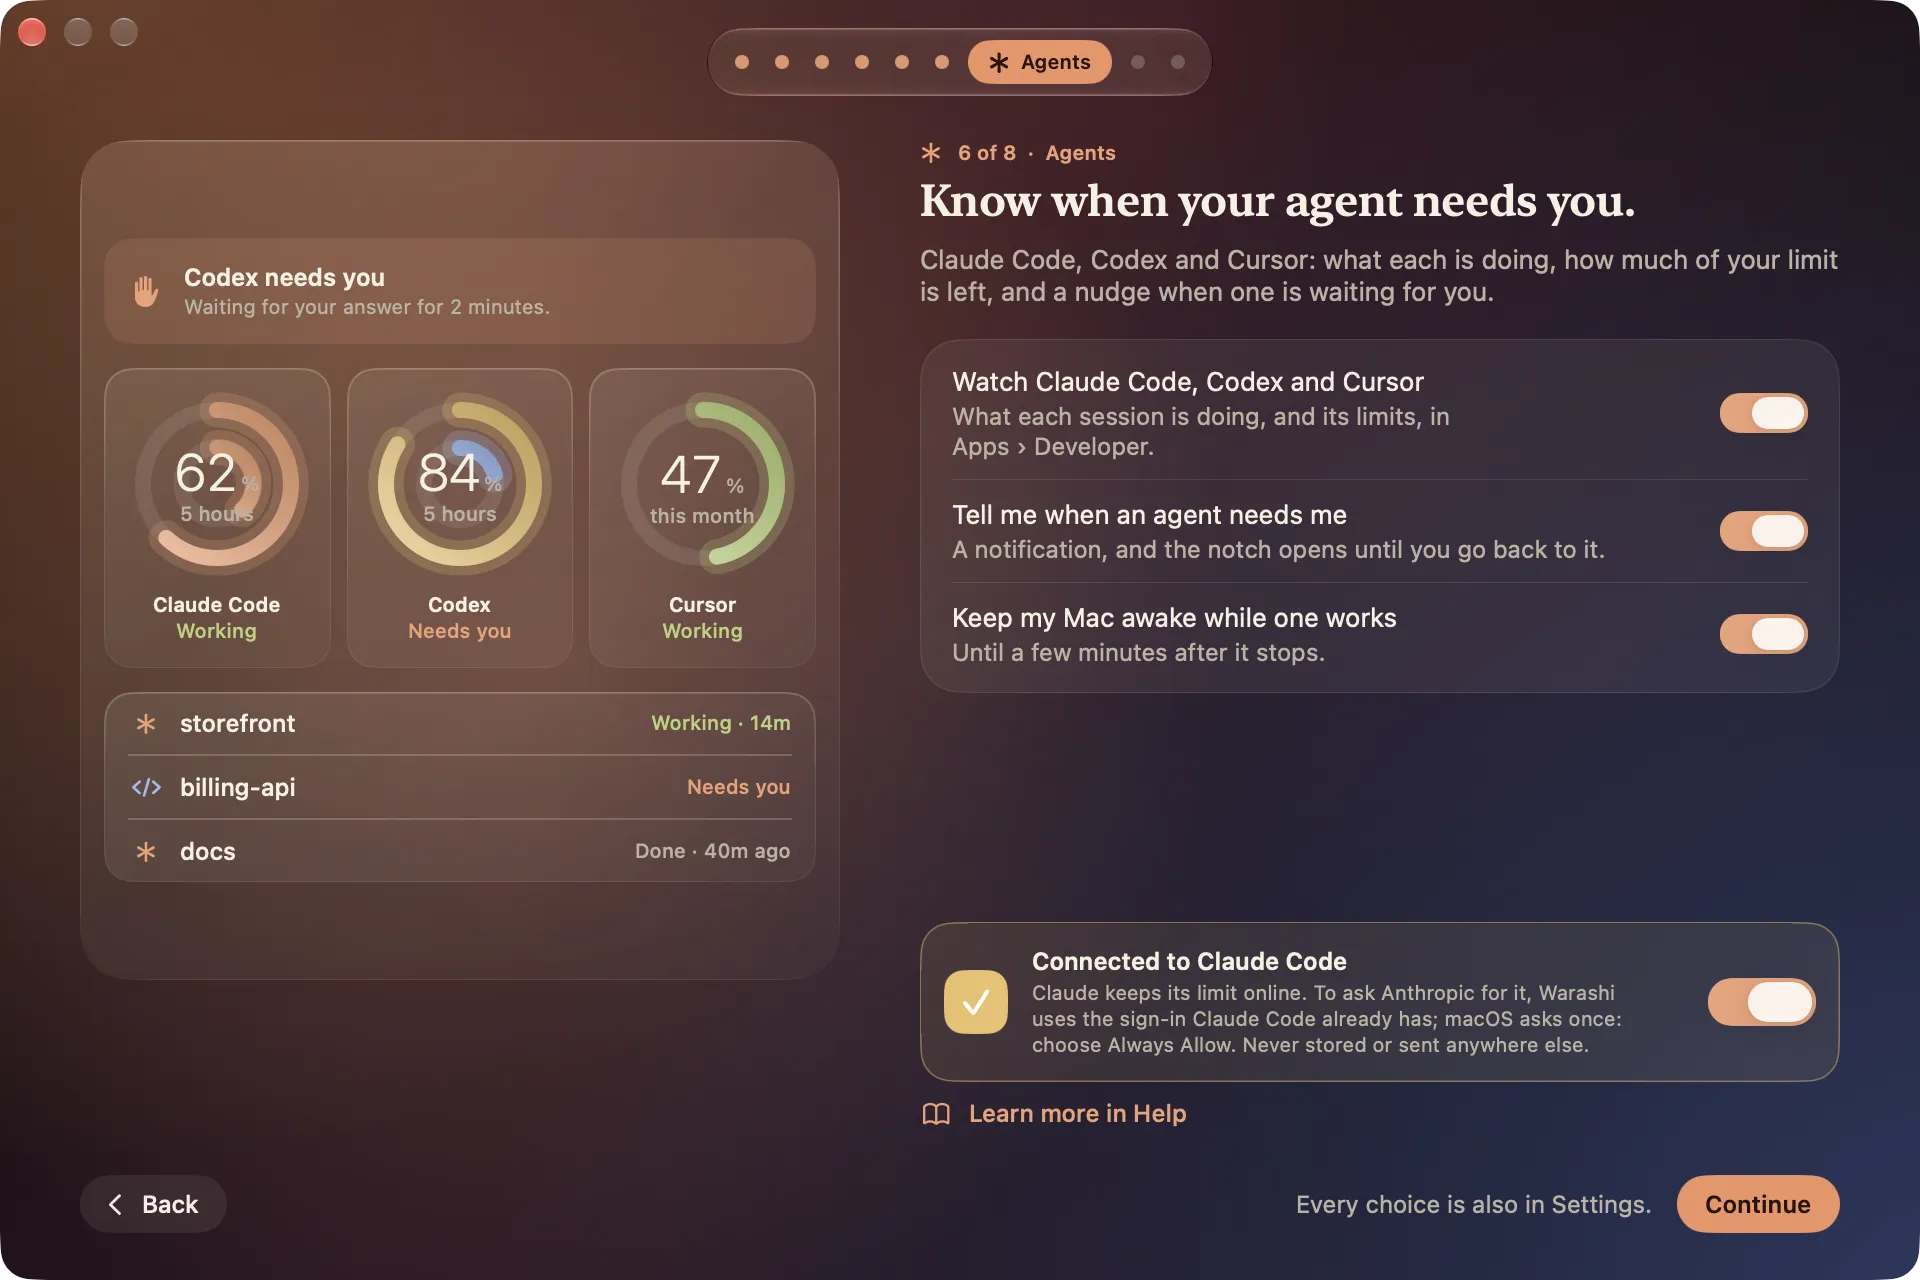 Agents
Codex needs you
Waiting for your answer for 2 minutes.
62 %
5 hours
Claude Code
Working
84 %
5 hours
Codex
Needs you
47 %
this month
Cursor
Working
storefront
Working · 14m
</> billing-api
Needs you
docs
Done · 40m ago
6 of 8 · Agents
Know when your agent needs you.
Claude Code, Codex and Cursor: what each is doing, how much of your limit
is left, and a nudge when one is waiting for you.
Watch Claude Code, Codex and Cursor
What each session is doing, and its limits, in
Apps › Developer.
Tell me when an agent needs me
A notification, and the notch opens until you go back to it.
Keep my Mac awake while one works
Until a few minutes after it stops.
Connected to Claude Code
Claude keeps its limit online. To ask Anthropic for it, Warashi
uses the sign-in Claude Code already has; macOS asks once:
choose Always Allow. Never stored or sent anywhere else.
Learn more in Help
Back
Every choice is also in Settings.
Continue